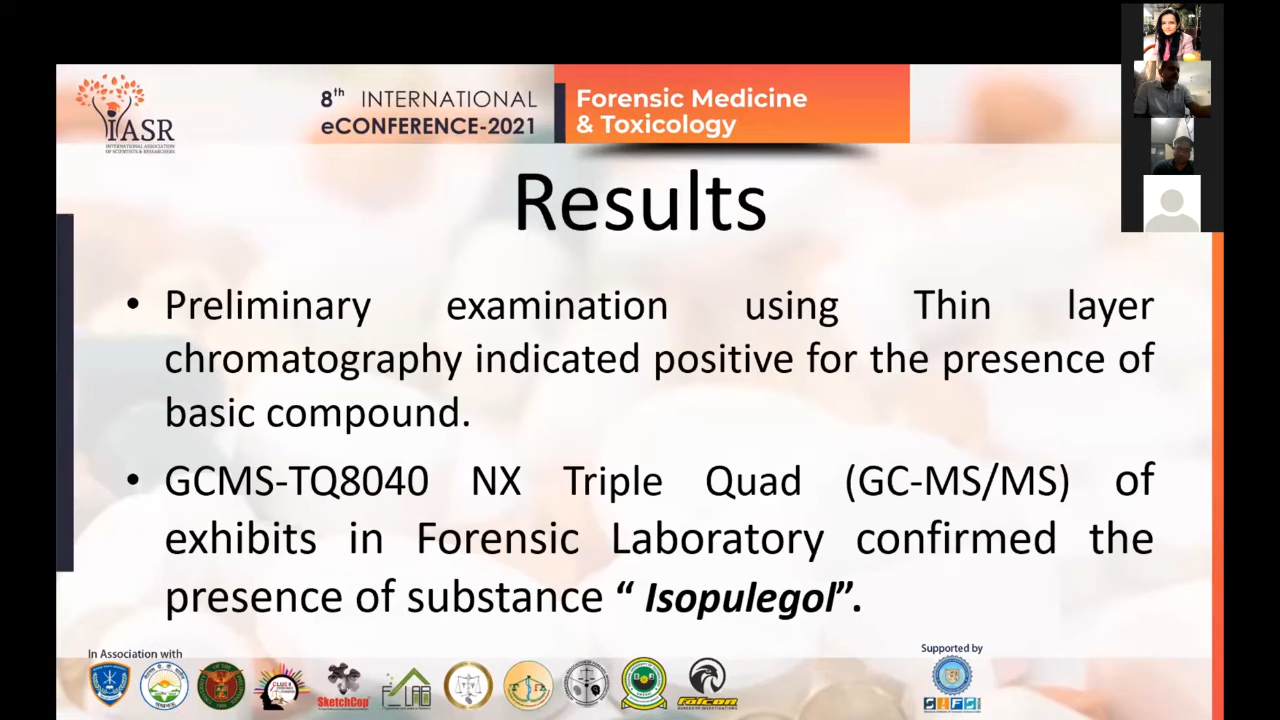 8th INTERNATIONAL
eCONFERENCE-2021
Forensic Medicine
& Toxicology
IASR
INTERNATIONAL ASSOCIATION
OF SCIENTISTS & RESEARCHERS
Results
• Preliminary examination using Thin layer
chromatography indicated positive for the presence of
basic compound.
• GCMS-TQ8040 NX Triple Quad (GC-MS/MS) of
exhibits in Forensic Laboratory confirmed the
presence of substance “ Isopulegol”.
In Association with
Supported by
SketchCop
F LAB
falcon
SIFS